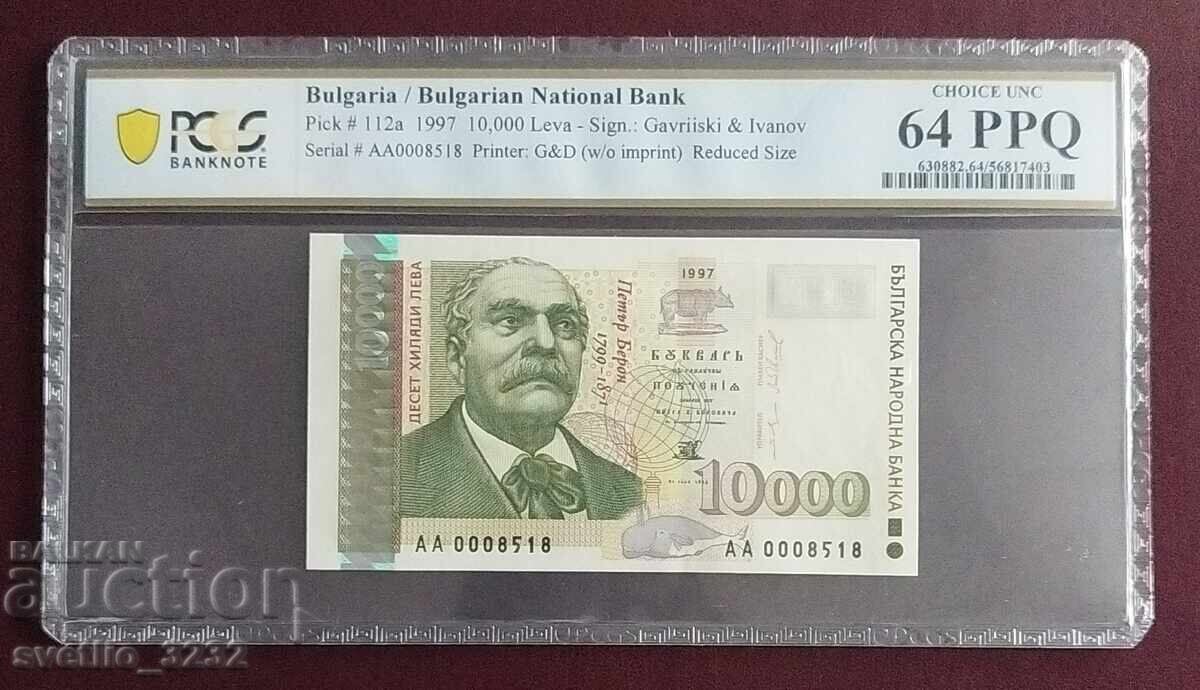 PCGS
BANKNOTE
Bulgaria / Bulgarian National Bank
Pick # 112a 1997 10,000 Leva - Sign.: Gavriiski & Ivanov
Serial # AA0008518 Printer: G&D (w/o imprint) Reduced Size
CHOICE UNC
64 PPQ
630882.64/56817403
10000
ДЕСЕТ ХИЛЯДИ ЛЕВА
Петър Берон
1799-1871
1997
БУКВАРЬ
БЪЛГАРСКА НАРОДНА БАНКА
10000
АА 0008518
АА 0008518
BALKAN
auction
svetlio_3232